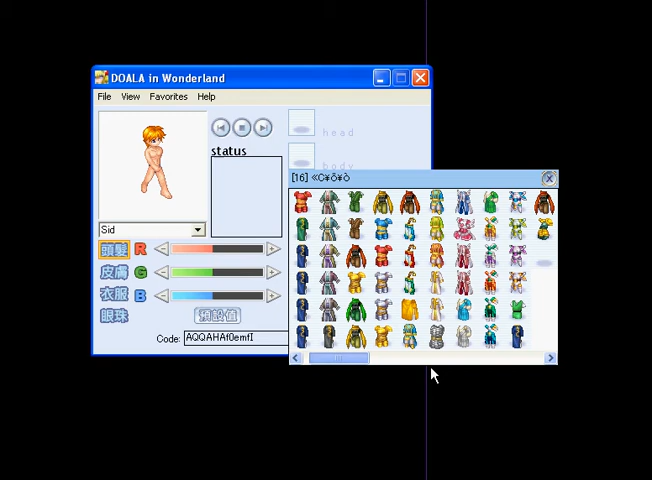 DOALA in Wonderland
File View Favorites Help
head
status
body
[16] «C¥õ¥ò
Sid
頭髮 R
皮膚 G
衣服 B
眼珠 預設值
Code: AQQAHAf0emfI